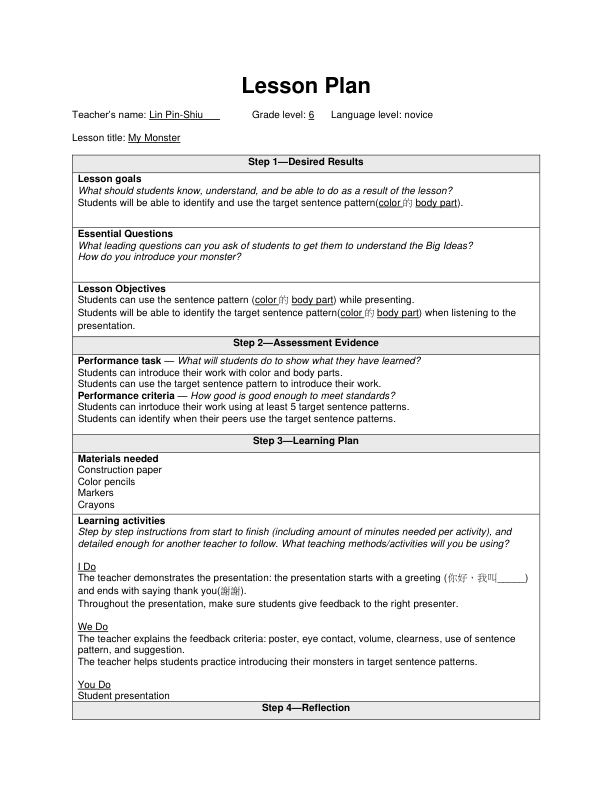 Lesson Plan
Teacher's name: Lin Pin-Shiu Grade level: 6 Language level: novice
Lesson title: My Monster
Step 1—Desired Results
Lesson goals
What should students know, understand, and be able to do as a result of the lesson?
Students will be able to identify and use the target sentence pattern(color 的 body part).
Essential Questions
What leading questions can you ask of students to get them to understand the Big Ideas?
How do you introduce your monster?
Lesson Objectives
Students can use the sentence pattern (color 的 body part) while presenting.
Students will be able to identify the target sentence pattern(color 的 body part) when listening to the
presentation.
Step 2—Assessment Evidence
Performance task — What will students do to show what they have learned?
Students can introduce their work with color and body parts.
Students can use the target sentence pattern to introduce their work.
Performance criteria — How good is good enough to meet standards?
Students can inrtoduce their work using at least 5 target sentence patterns.
Students can identify when their peers use the target sentence patterns.
Step 3—Learning Plan
Materials needed
Construction paper
Color pencils
Markers
Crayons
Learning activities
Step by step instructions from start to finish (including amount of minutes needed per activity), and
detailed enough for another teacher to follow. What teaching methods/activities will you be using?
I Do
The teacher demonstrates the presentation: the presentation starts with a greeting (你好，我叫_____)
and ends with saying thank you(謝謝).
Throughout the presentation, make sure students give feedback to the right presenter.
We Do
The teacher explains the feedback criteria: poster, eye contact, volume, clearness, use of sentence
pattern, and suggestion.
The teacher helps students practice introducing their monsters in target sentence patterns.
You Do
Student presentation
Step 4—Reflection